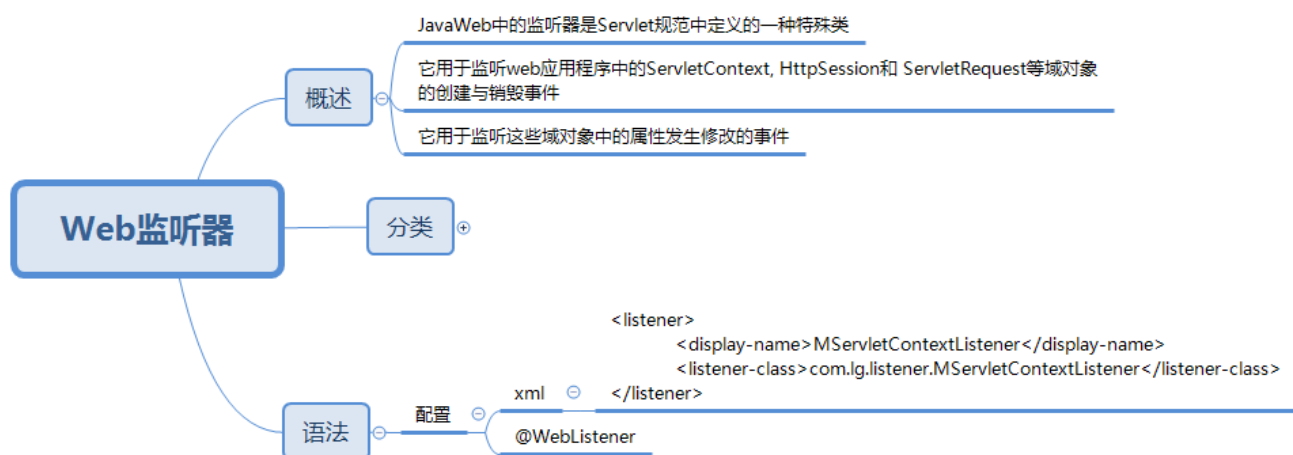 JavaWeb中的监听器是Servlet规范中定义的一种特殊类
它用于监听web应用程序中的ServletContext, HttpSession和 ServletRequest等域对象
的创建与销毁事件
概述
它用于监听这些域对象中的属性发生修改的事件
Web监听器
分类
<listener>
<display-name>MServletContextListener</display-name>
<listener-class>com.lg.listener.MServletContextListener</listener-class>
</listener>
xml
配置
语法
@WebListener